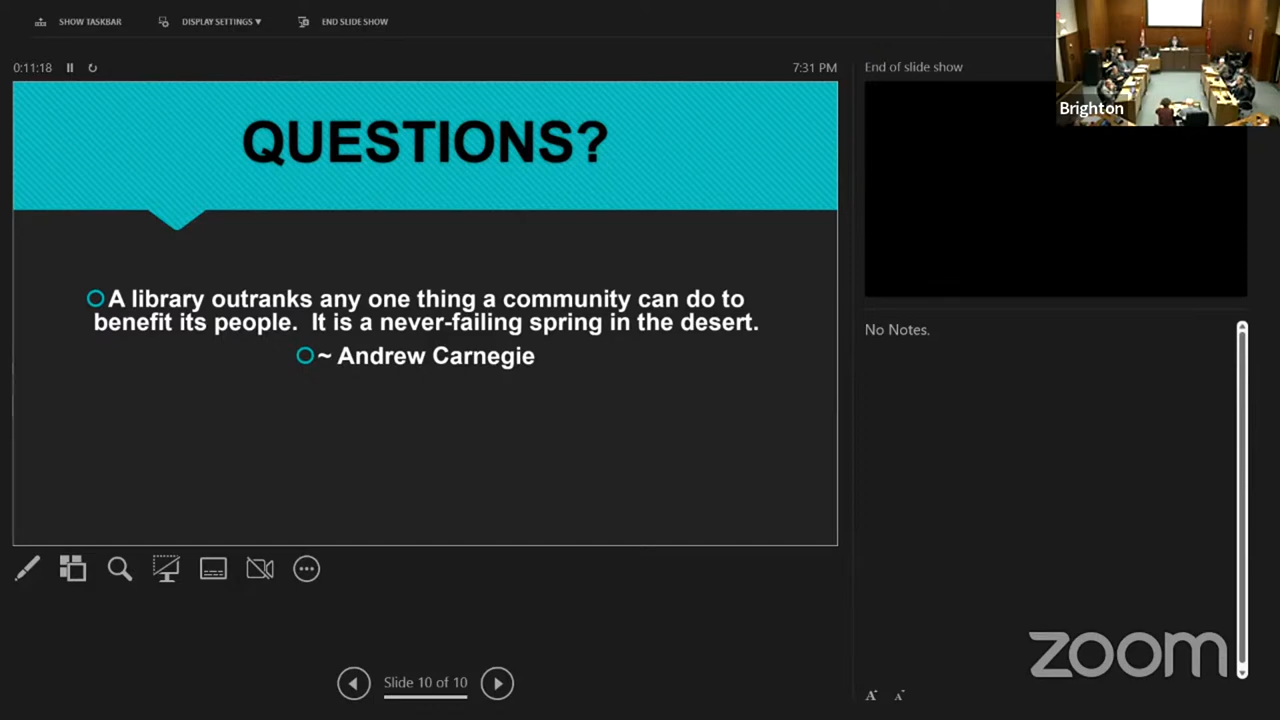 SHOW TASKBAR
DISPLAY SETTINGS ▼
END SLIDE SHOW
0:11:18
7:31 PM
End of slide show
Brighton
QUESTIONS?
A library outranks any one thing a community can do to
benefit its people.  It is a never-failing spring in the desert.
~ Andrew Carnegie
No Notes.
Slide 10 of 10
zoom
A A